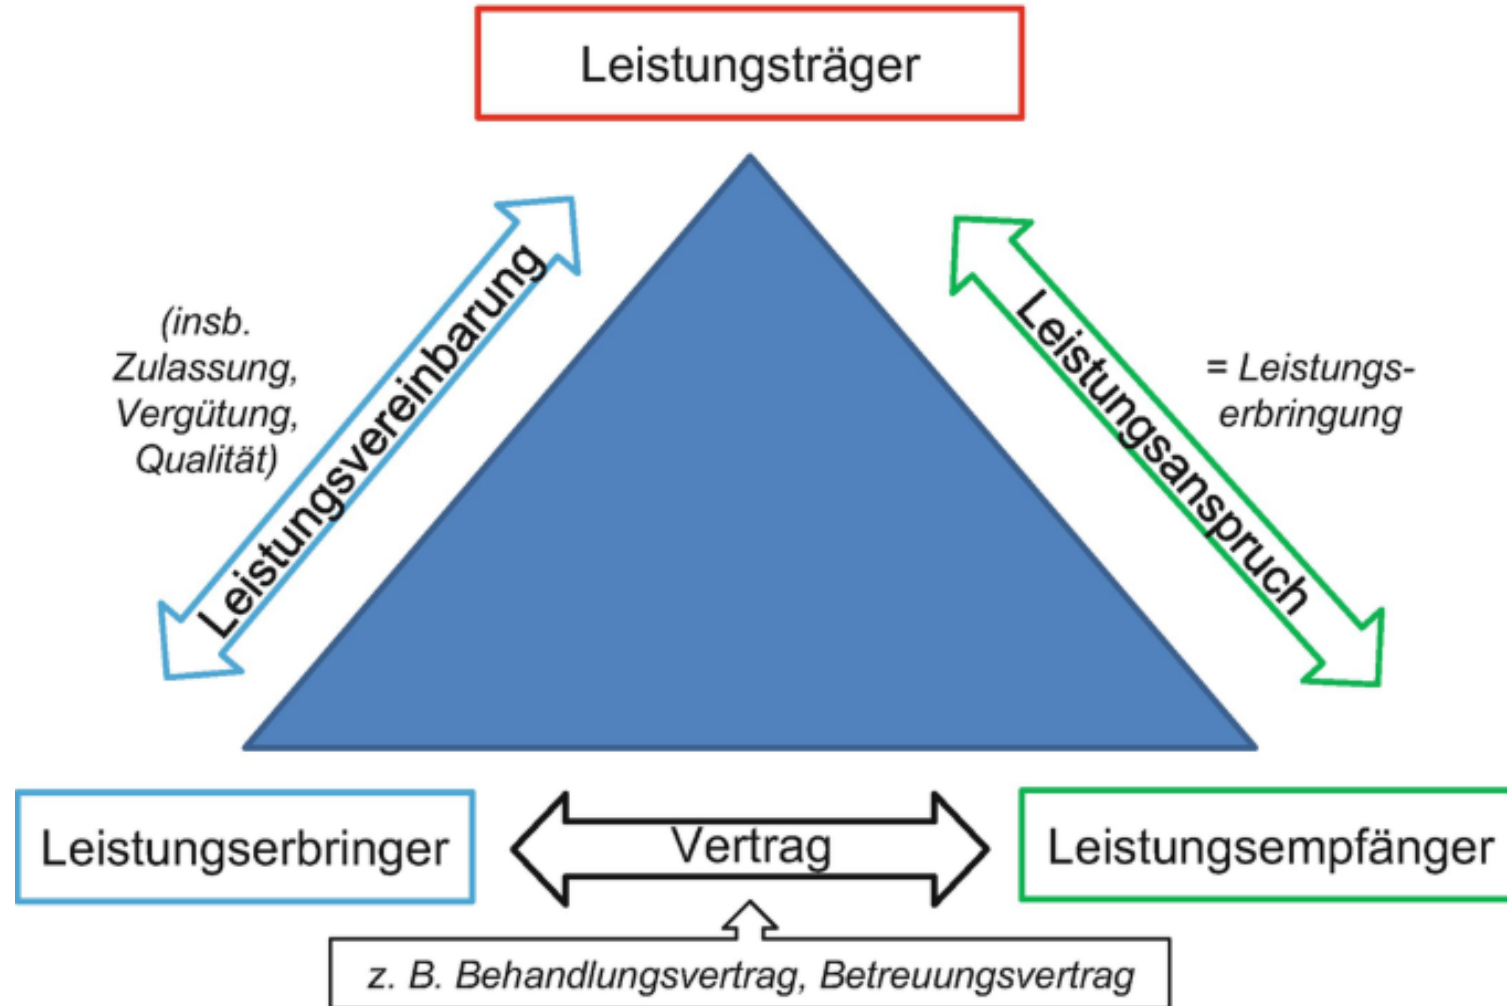 Leistungsträger
Leistungsvereinbarung
(insb.
Zulassung,
Vergütung,
Qualität)
Leistungsanspruch
= Leistungs-
erbringung
Leistungserbringer
Vertrag
Leistungsempfänger
z. B. Behandlungsvertrag, Betreuungsvertrag